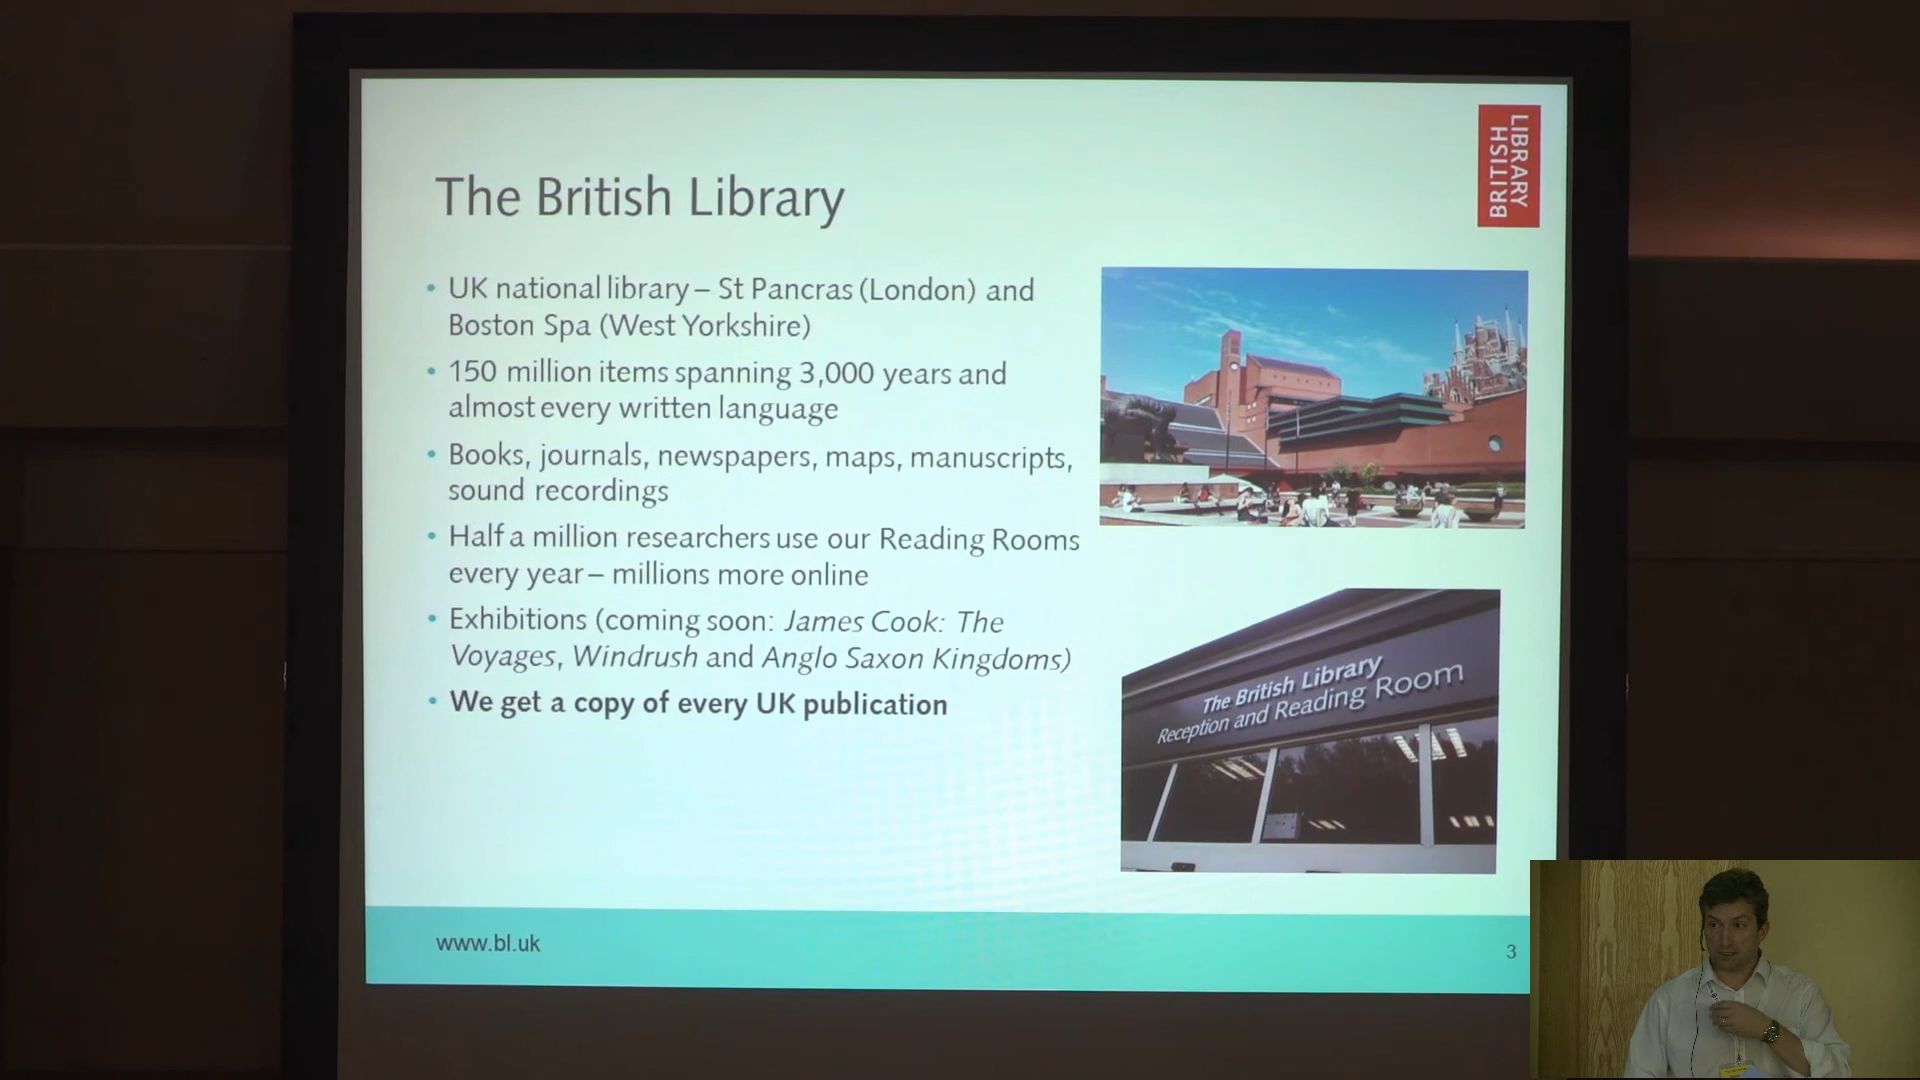 BRITISH
LIBRARY
The British Library
• UK national library – St Pancras (London) and
Boston Spa (West Yorkshire)
• 150 million items spanning 3,000 years and
almost every written language
• Books, journals, newspapers, maps, manuscripts,
sound recordings
• Half a million researchers use our Reading Rooms
every year – millions more online
• Exhibitions (coming soon: James Cook: The
Voyages, Windrush and Anglo Saxon Kingdoms)
• We get a copy of every UK publication
The British Library
Reception and Reading Room
www.bl.uk
3